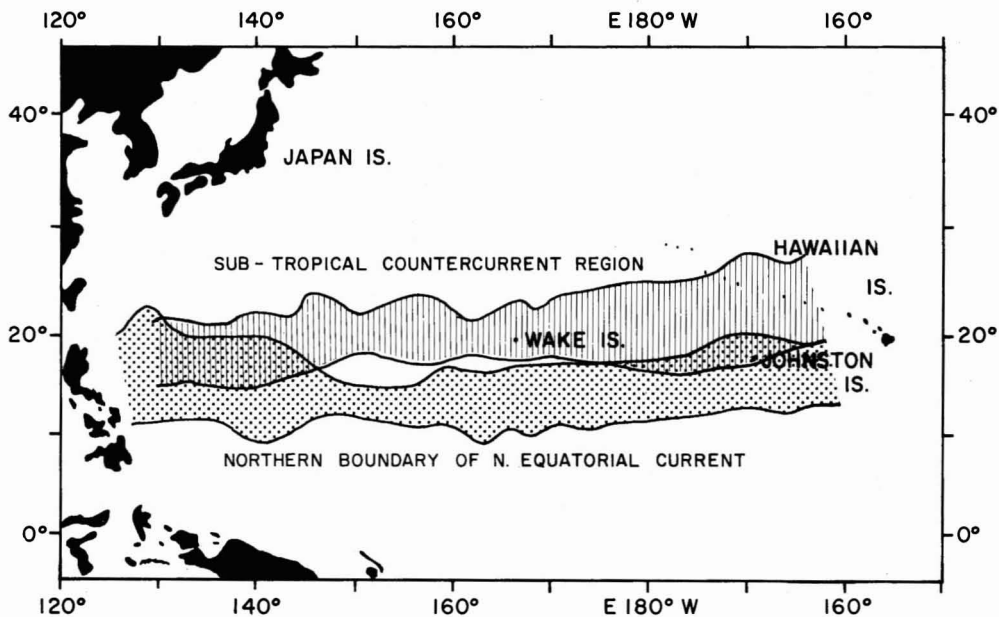 120° 140° 160° E 180° W 160°
40° 40°
JAPAN IS.
HAWAIIAN
SUB-TROPICAL COUNTERCURRENT REGION
IS.
20° WAKE IS. 20°
JOHNSTON
IS.
NORTHERN BOUNDARY OF N. EQUATORIAL CURRENT
0° 0°
120° 140° 160° E 180° W 160°